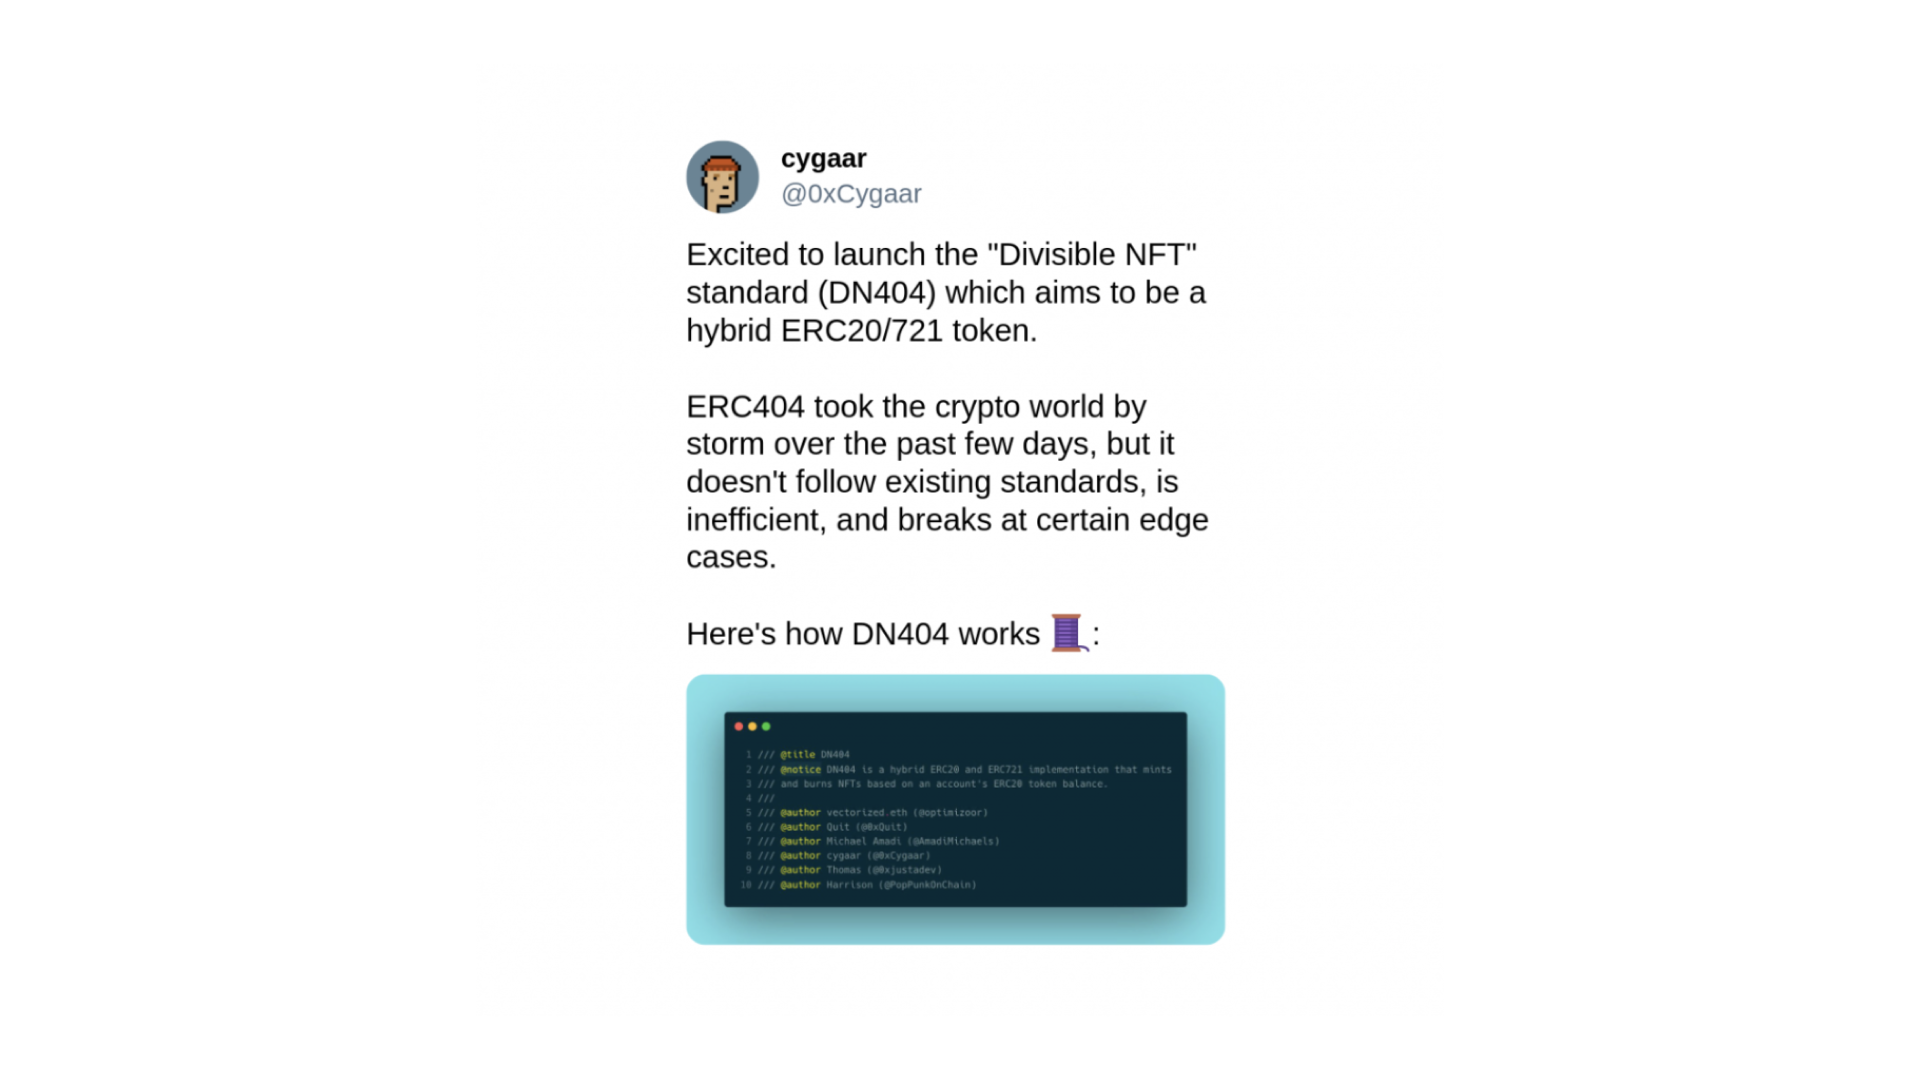 cygaar
@0xCygaar
Excited to launch the "Divisible NFT"
standard (DN404) which aims to be a
hybrid ERC20/721 token.
ERC404 took the crypto world by
storm over the past few days, but it
doesn't follow existing standards, is
inefficient, and breaks at certain edge
cases.
Here's how DN404 works 🧵:
1 /// @title DN404
2 /// @notice DN404 is a hybrid ERC20 and ERC721 implementation that mints
3 /// and burns NFTs based on an account's ERC20 token balance.
4 ///
5 /// @author vectorized.eth (@optimizoor)
6 /// @author Quit (@0xQuit)
7 /// @author Michael Amadi (@AmadiMichaels)
8 /// @author cygaar (@0xCygaar)
9 /// @author Thomas (@0xjustadev)
10 /// @author Harrison (@PopPunkOnChain)